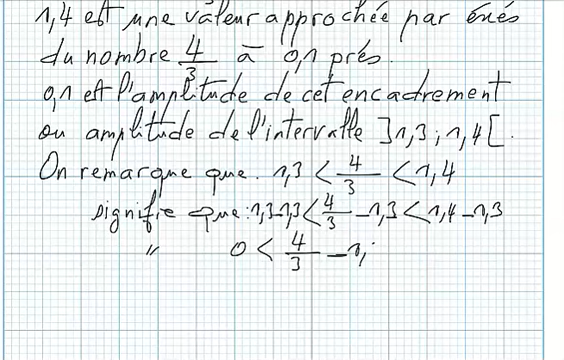 1,4 est une valeur approchée par excés
du nombre 4/3 à 0,1 prés.
0,1 est l'amplitude de cet encadrement
ou amplitude de l'intervalle ]1,3 ; 1,4[.
On remarque que. 1,3 < 4/3 < 1,4
signifie que : 1,3-1,3 < 4/3 - 1,3 < 1,4 - 1,3
" 0 < 4/3 - 1,